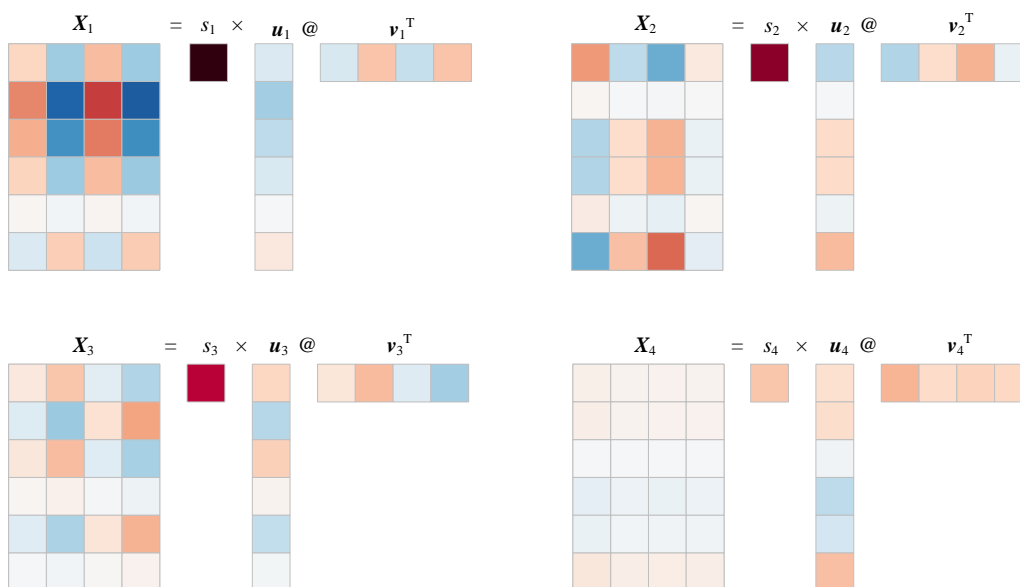 X₁ = s₁ × u₁ @ v₁ᵀ
X₂ = s₂ × u₂ @ v₂ᵀ
X₃ = s₃ × u₃ @ v₃ᵀ
X₄ = s₄ × u₄ @ v₄ᵀ